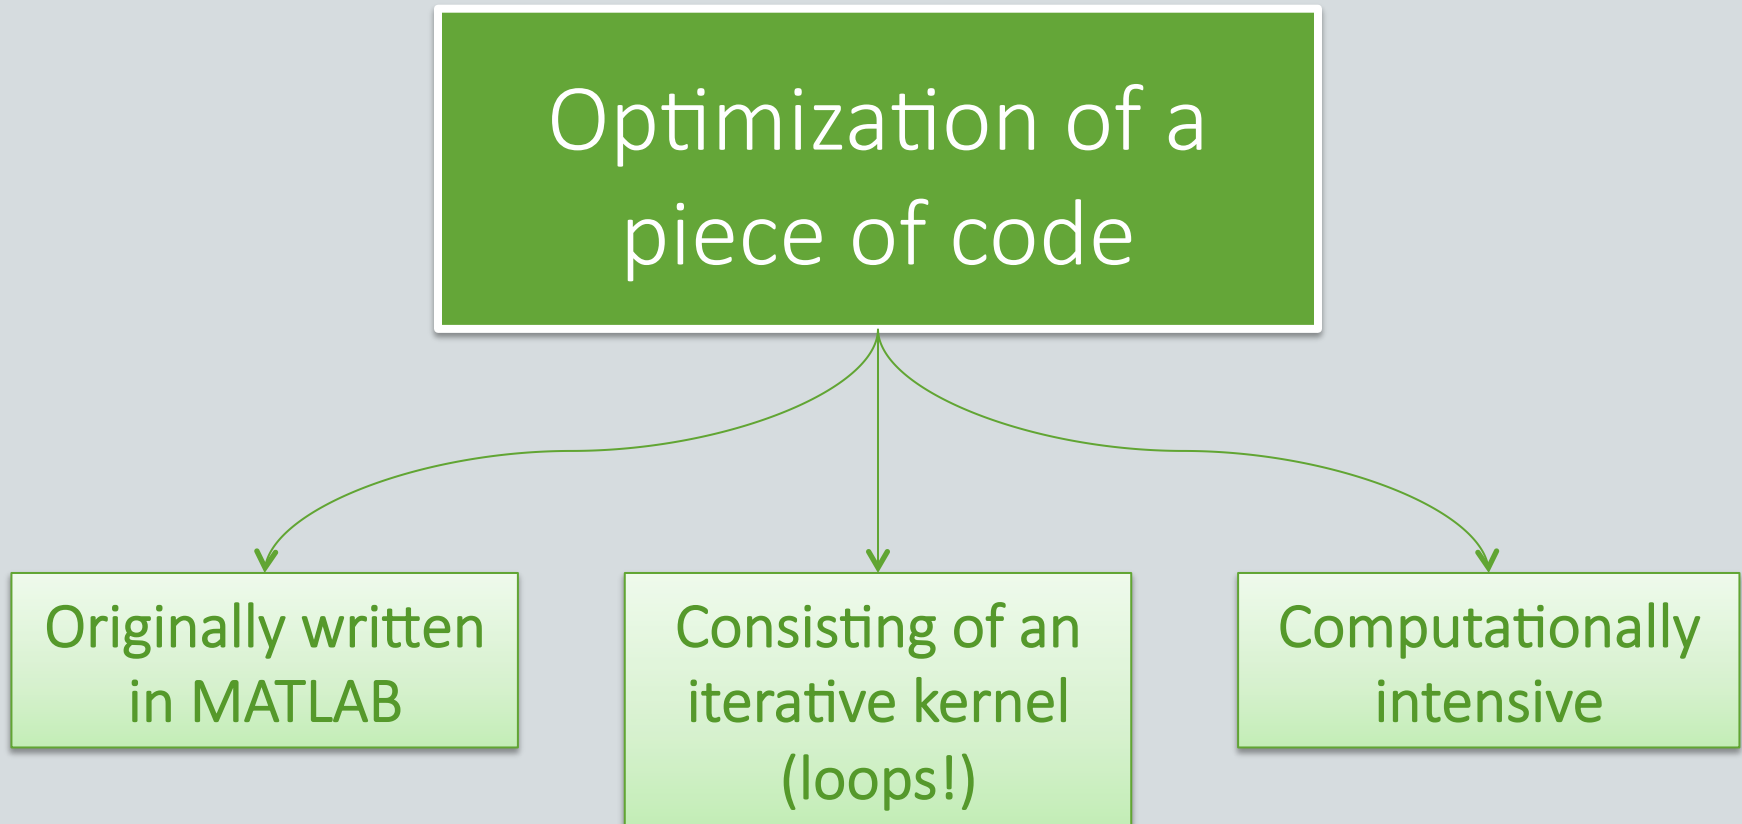 Optimization of a
piece of code
Originally written
in MATLAB
Consisting of an
iterative kernel
(loops!)
Computationally
intensive